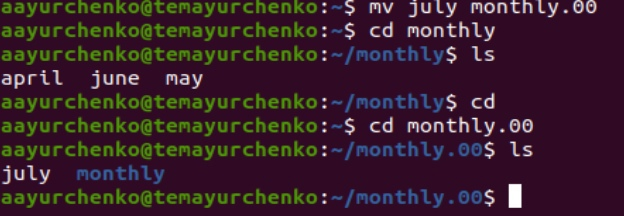 aayurchenko@temayurchenko:~$ mv july monthly.00
aayurchenko@temayurchenko:~$ cd monthly
aayurchenko@temayurchenko:~/monthly$ ls
april  june  may
aayurchenko@temayurchenko:~/monthly$ cd
aayurchenko@temayurchenko:~$ cd monthly.00
aayurchenko@temayurchenko:~/monthly.00$ ls
july  monthly
aayurchenko@temayurchenko:~/monthly.00$